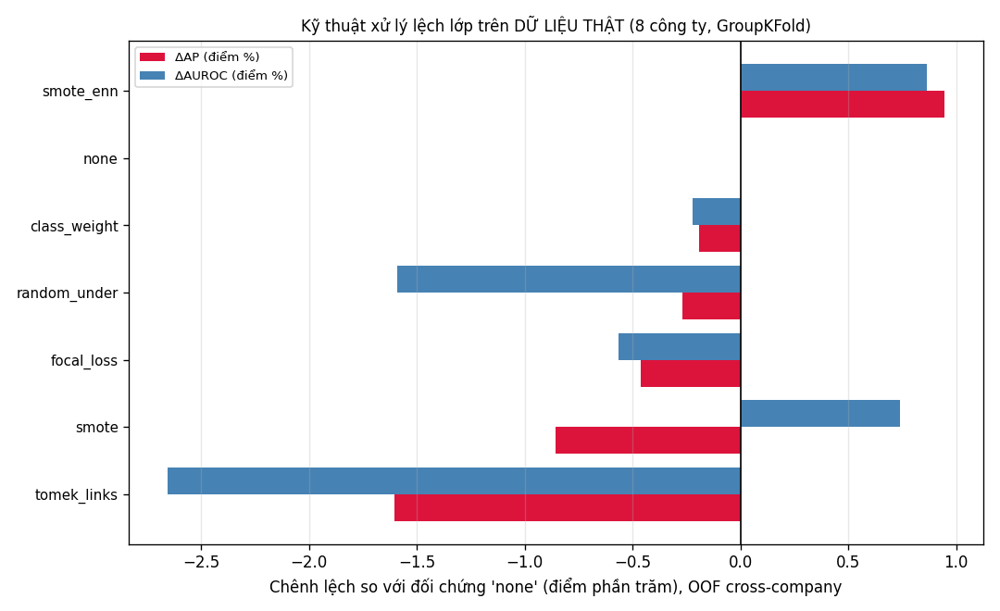 Kỹ thuật xử lý lệch lớp trên DỮ LIỆU THẬT (8 công ty, GroupKFold)
ΔAP (điểm %)
ΔAUROC (điểm %)
smote_enn
none
class_weight
random_under
focal_loss
smote
tomek_links
−2.5 −2.0 −1.5 −1.0 −0.5 0.0 0.5 1.0
Chênh lệch so với đối chứng 'none' (điểm phần trăm), OOF cross-company